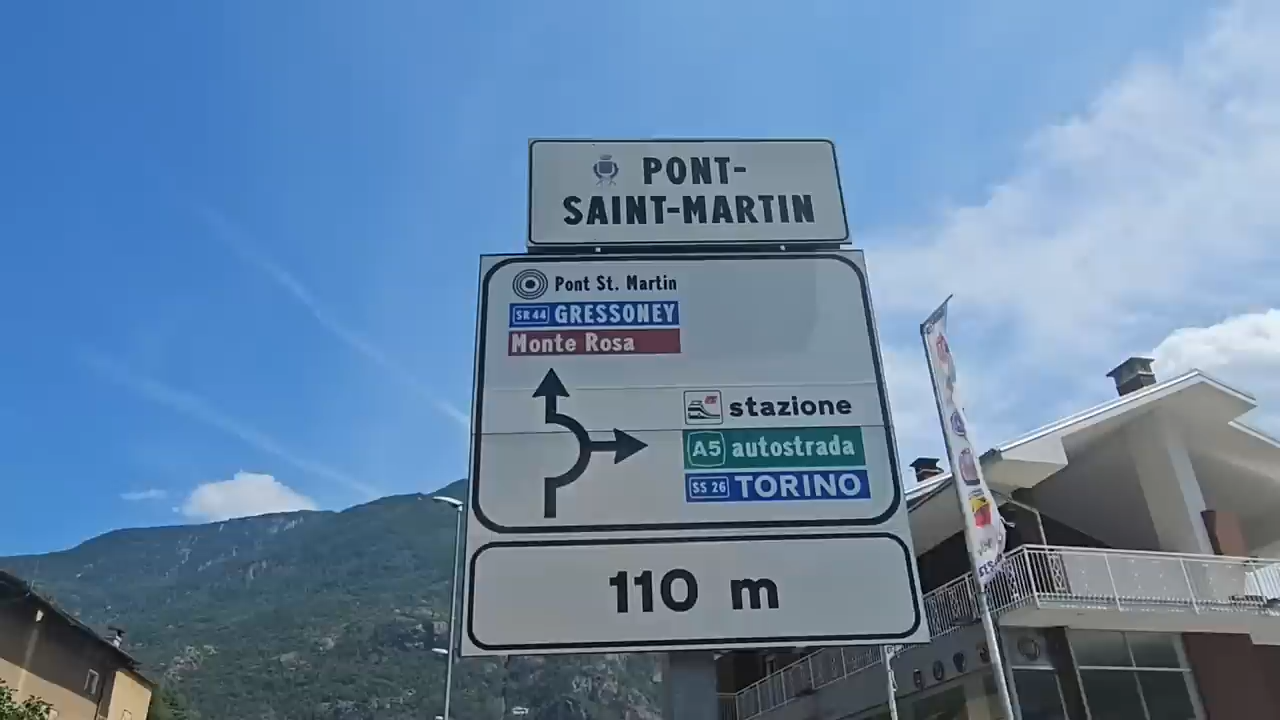 PONT-
SAINT-MARTIN
Pont St. Martin
SR 44 GRESSONEY
Monte Rosa
stazione
A5 autostrada
SS 26 TORINO
110 m